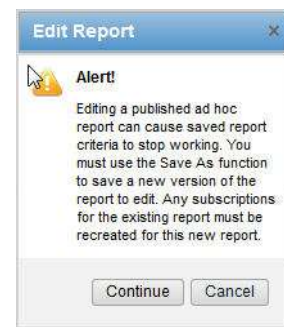 Edit Report ×
Alert!
Editing a published ad hoc
report can cause saved report
criteria to stop working. You
must use the Save As function
to save a new version of the
report to edit. Any subscriptions
for the existing report must be
recreated for this new report.
Continue Cancel